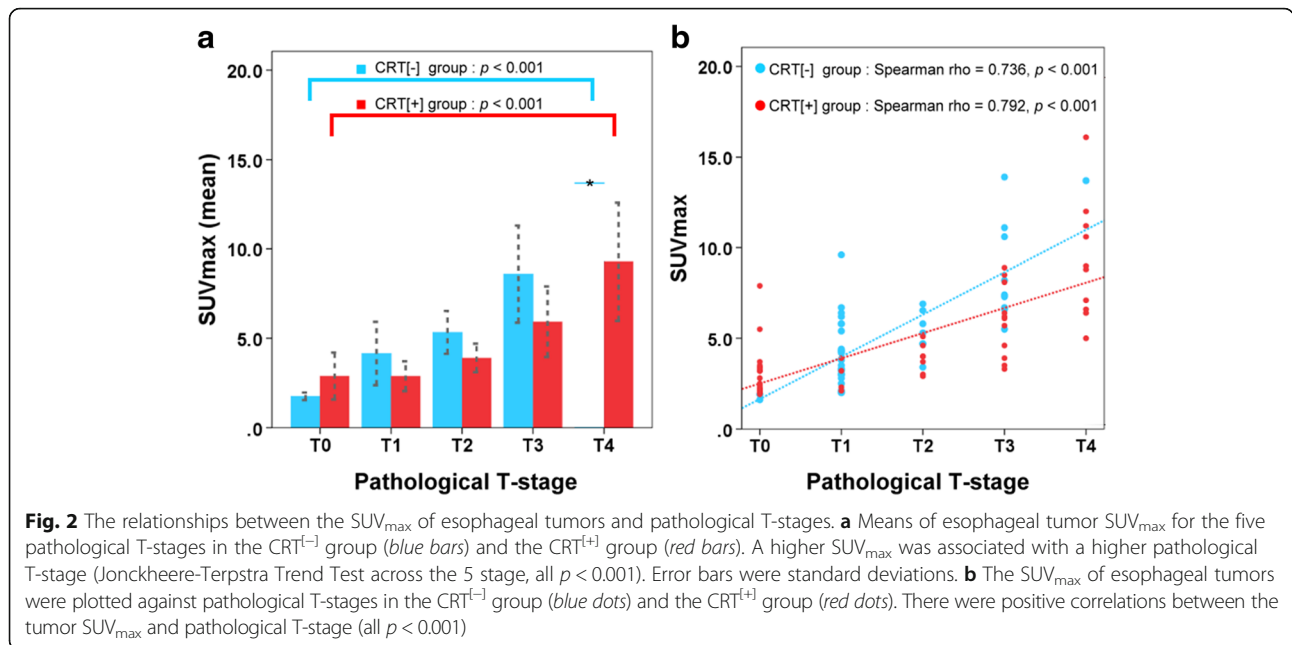 a
SUVmax (mean)
20.0
15.0
10.0
5.0
.0
CRT[-] group : p < 0.001
CRT[+] group : p < 0.001
*
T0 T1 T2 T3 T4
Pathological T-stage
b
SUVmax
20.0
15.0
10.0
5.0
.0
CRT[-] group : Spearman rho = 0.736, p < 0.001
CRT[+] group : Spearman rho = 0.792, p < 0.001
T0 T1 T2 T3 T4
Pathological T-stage
Fig. 2 The relationships between the SUVmax of esophageal tumors and pathological T-stages. a Means of esophageal tumor SUVmax for the five
pathological T-stages in the CRT[−] group (blue bars) and the CRT[+] group (red bars). A higher SUVmax was associated with a higher pathological
T-stage (Jonckheere-Terpstra Trend Test across the 5 stage, all p < 0.001). Error bars were standard deviations. b The SUVmax of esophageal tumors
were plotted against pathological T-stages in the CRT[−] group (blue dots) and the CRT[+] group (red dots). There were positive correlations between the
tumor SUVmax and pathological T-stage (all p < 0.001)